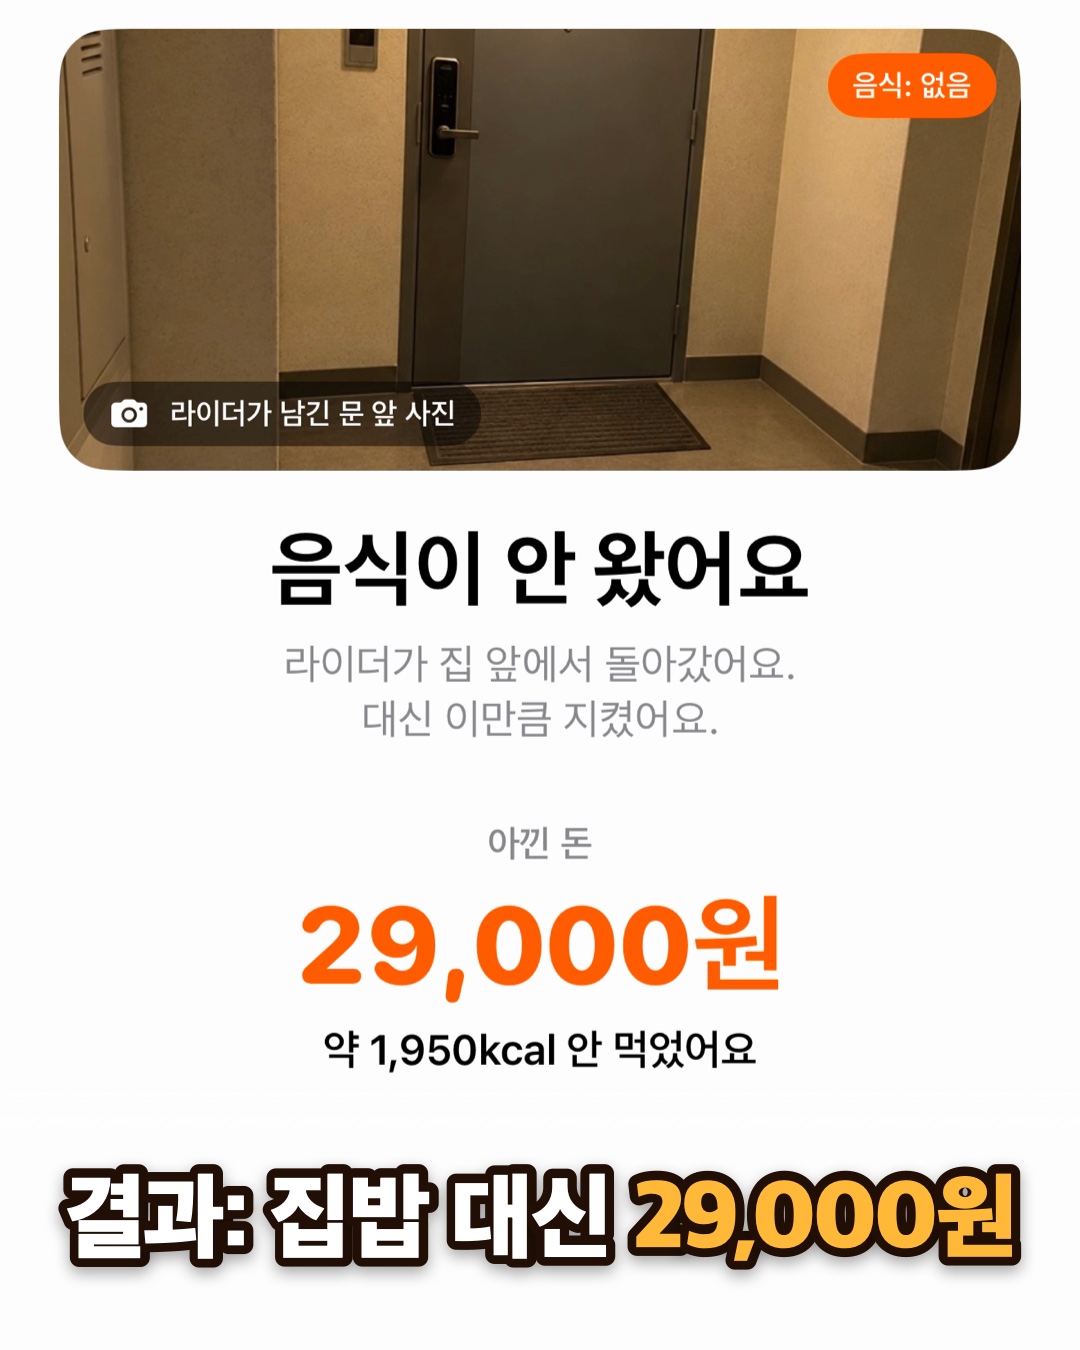 음식: 없음
라이더가 남긴 문 앞 사진
음식이 안 왔어요
라이더가 집 앞에서 돌아갔어요.
대신 이만큼 지켰어요.
아낀 돈
29,000원
약 1,950kcal 안 먹었어요
결과: 집밥 대신 29,000원